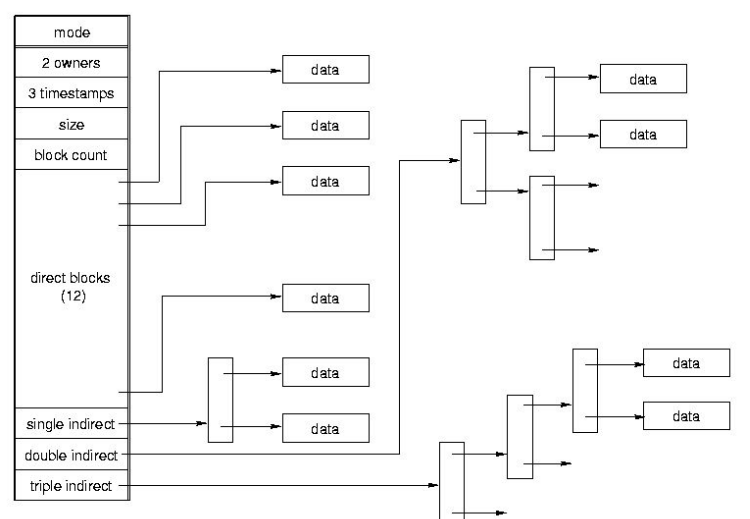 mode
2 owners
3 timestamps
size
block count
direct blocks
(12)
single indirect
double indirect
triple indirect
data
data
data
data
data
data
data
data
data
data